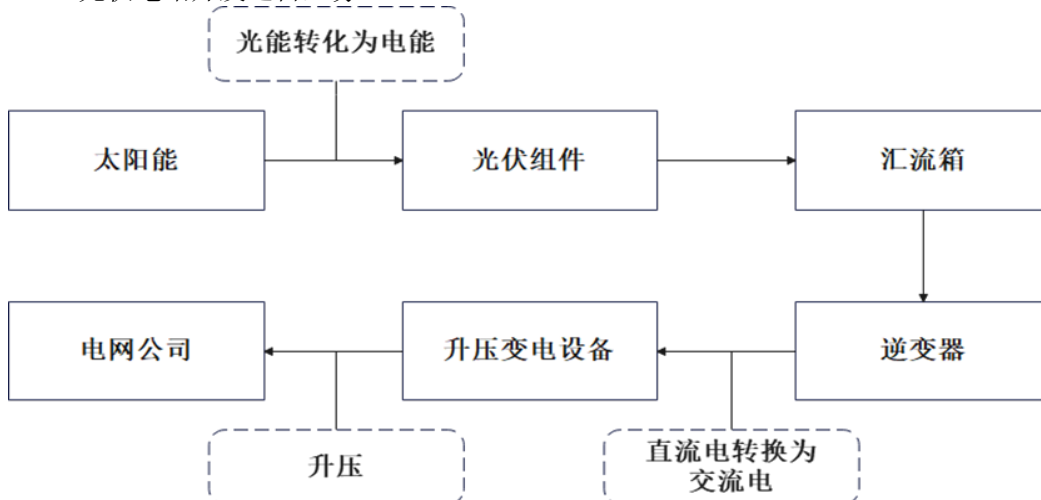 光能转化为电能
太阳能
光伏组件
汇流箱
电网公司
升压变电设备
逆变器
升压
直流电转换为
交流电